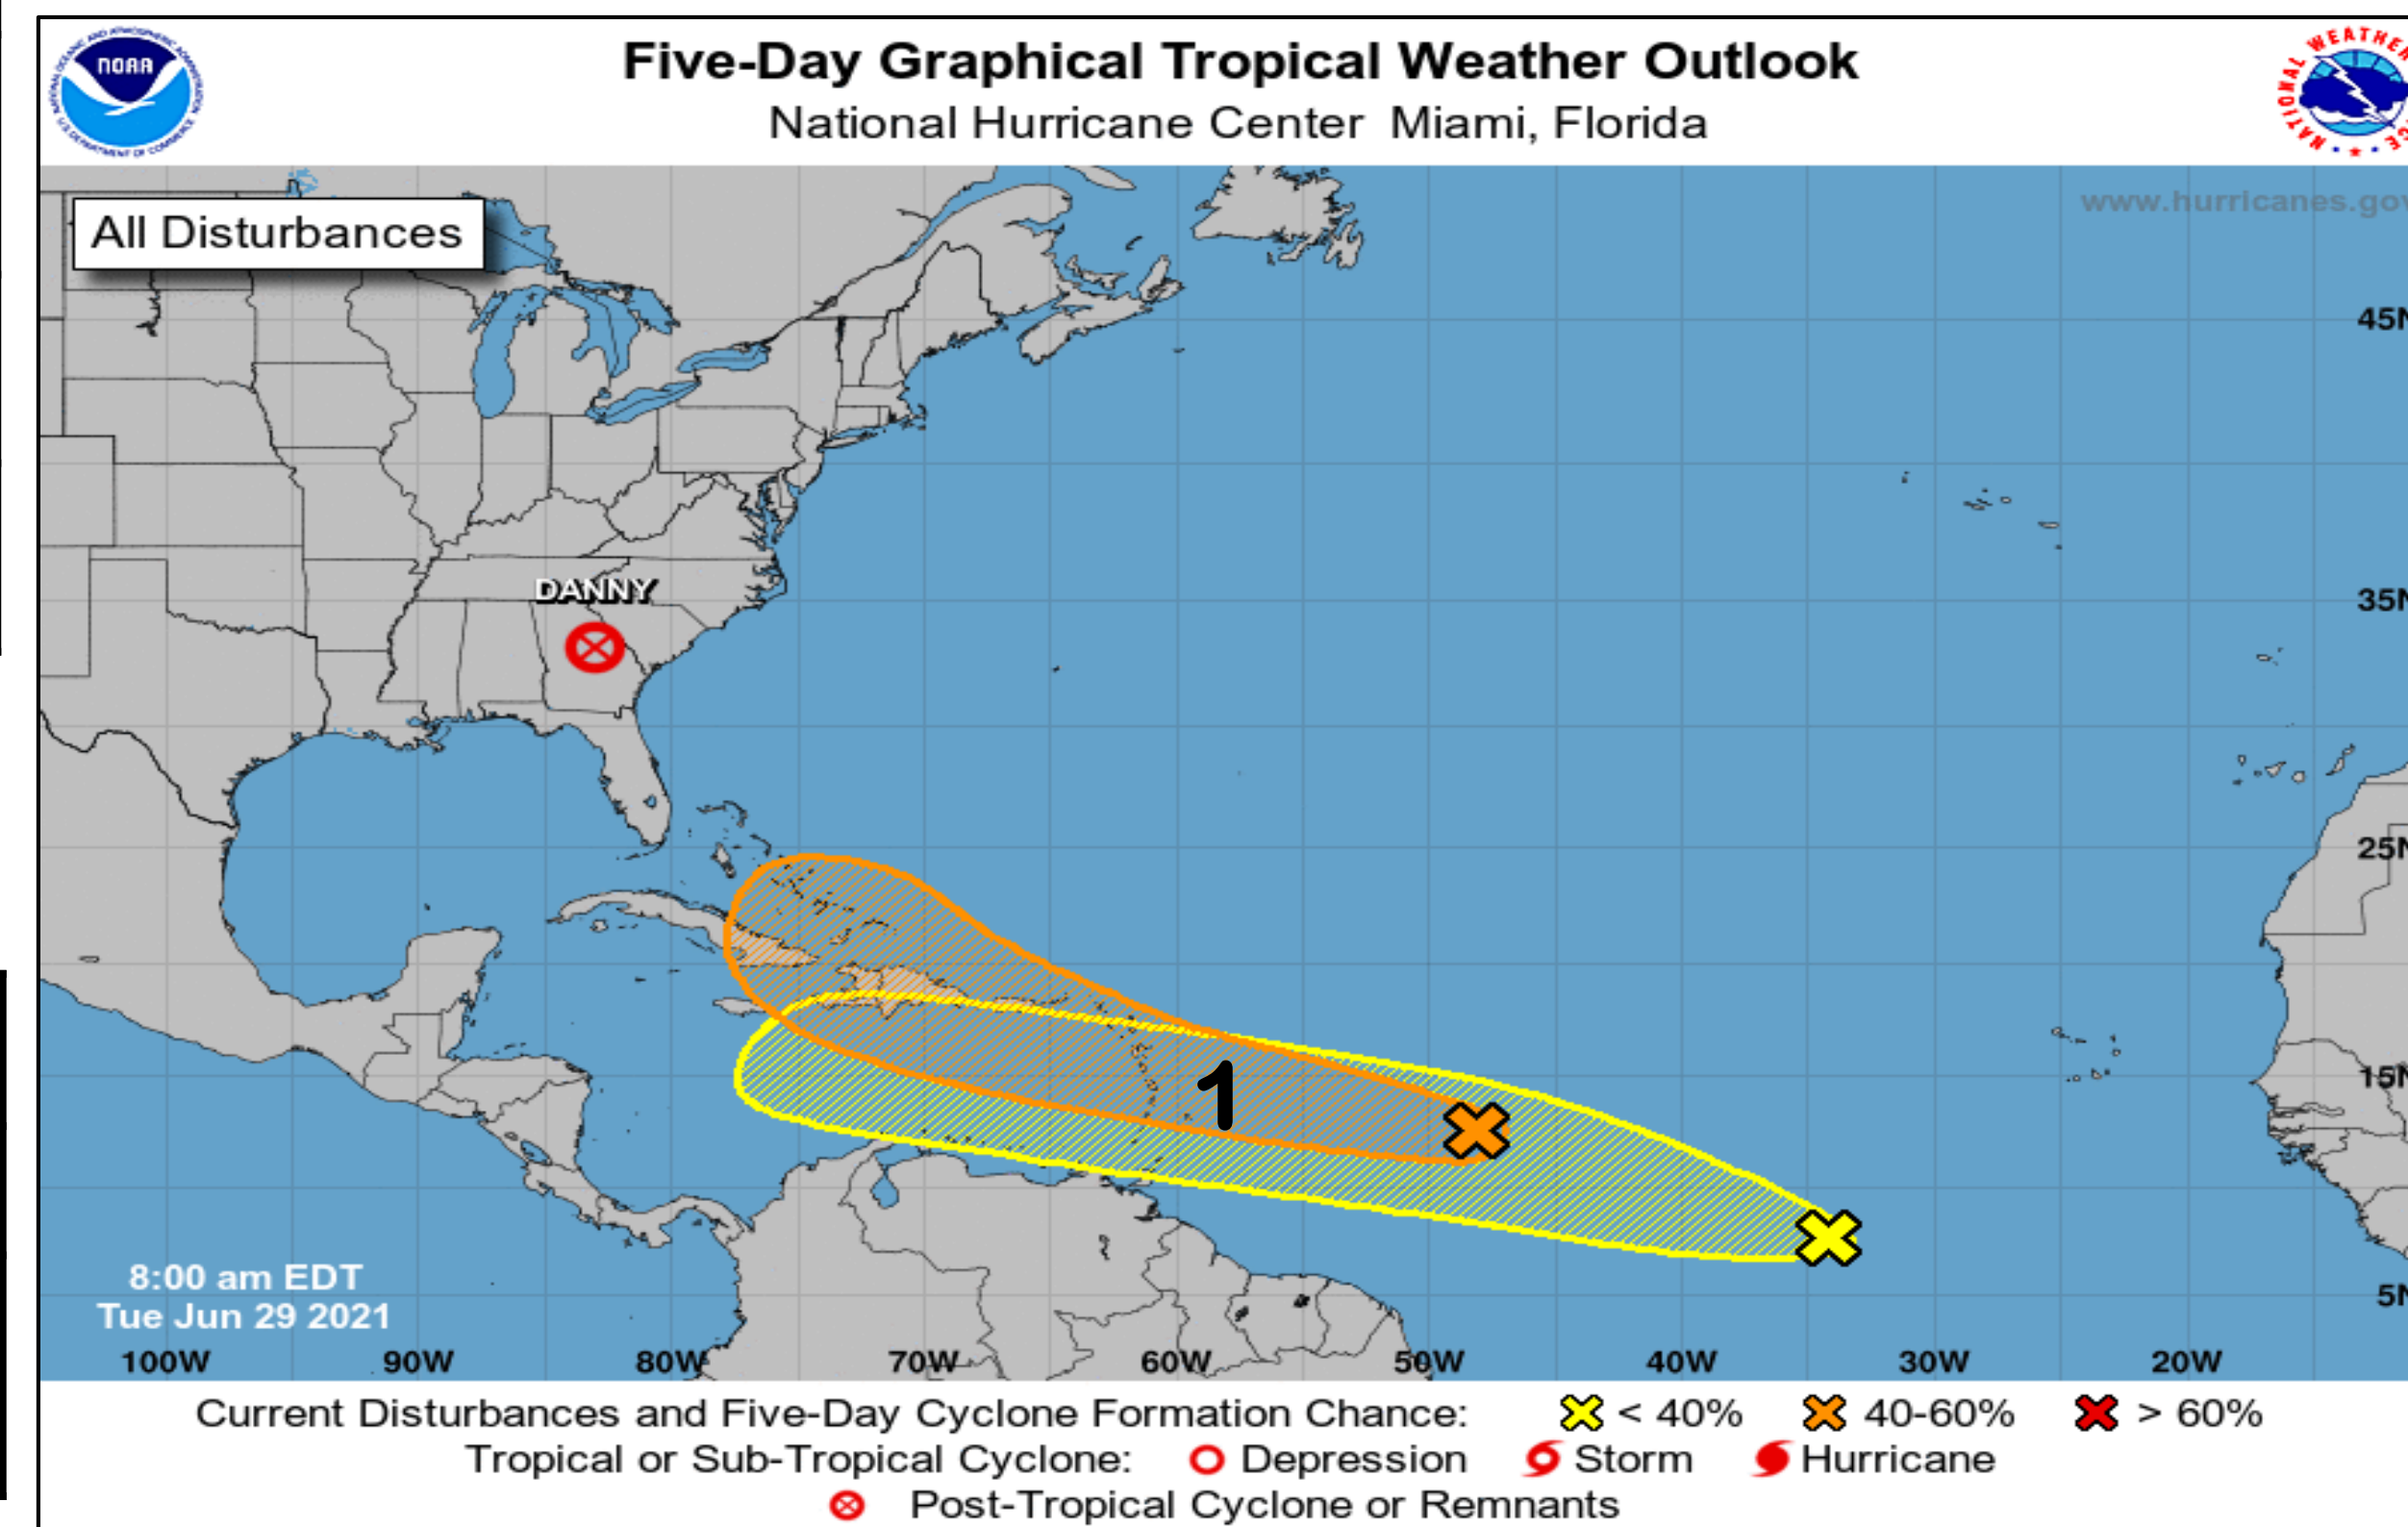 Five-Day Graphical Tropical Weather Outlook
National Hurricane Center Miami, Florida
NOAA
NATIONAL WEATHER
All Disturbances
www.hurricanes.gov
45N
DANNY
35N
25N
15N
1
5N
8:00 am EDT
Tue Jun 29 2021
100W 90W 80W 70W 60W 50W 40W 30W 20W
Current Disturbances and Five-Day Cyclone Formation Chance: < 40% 40-60% > 60%
Tropical or Sub-Tropical Cyclone: Depression Storm Hurricane
Post-Tropical Cyclone or Remnants